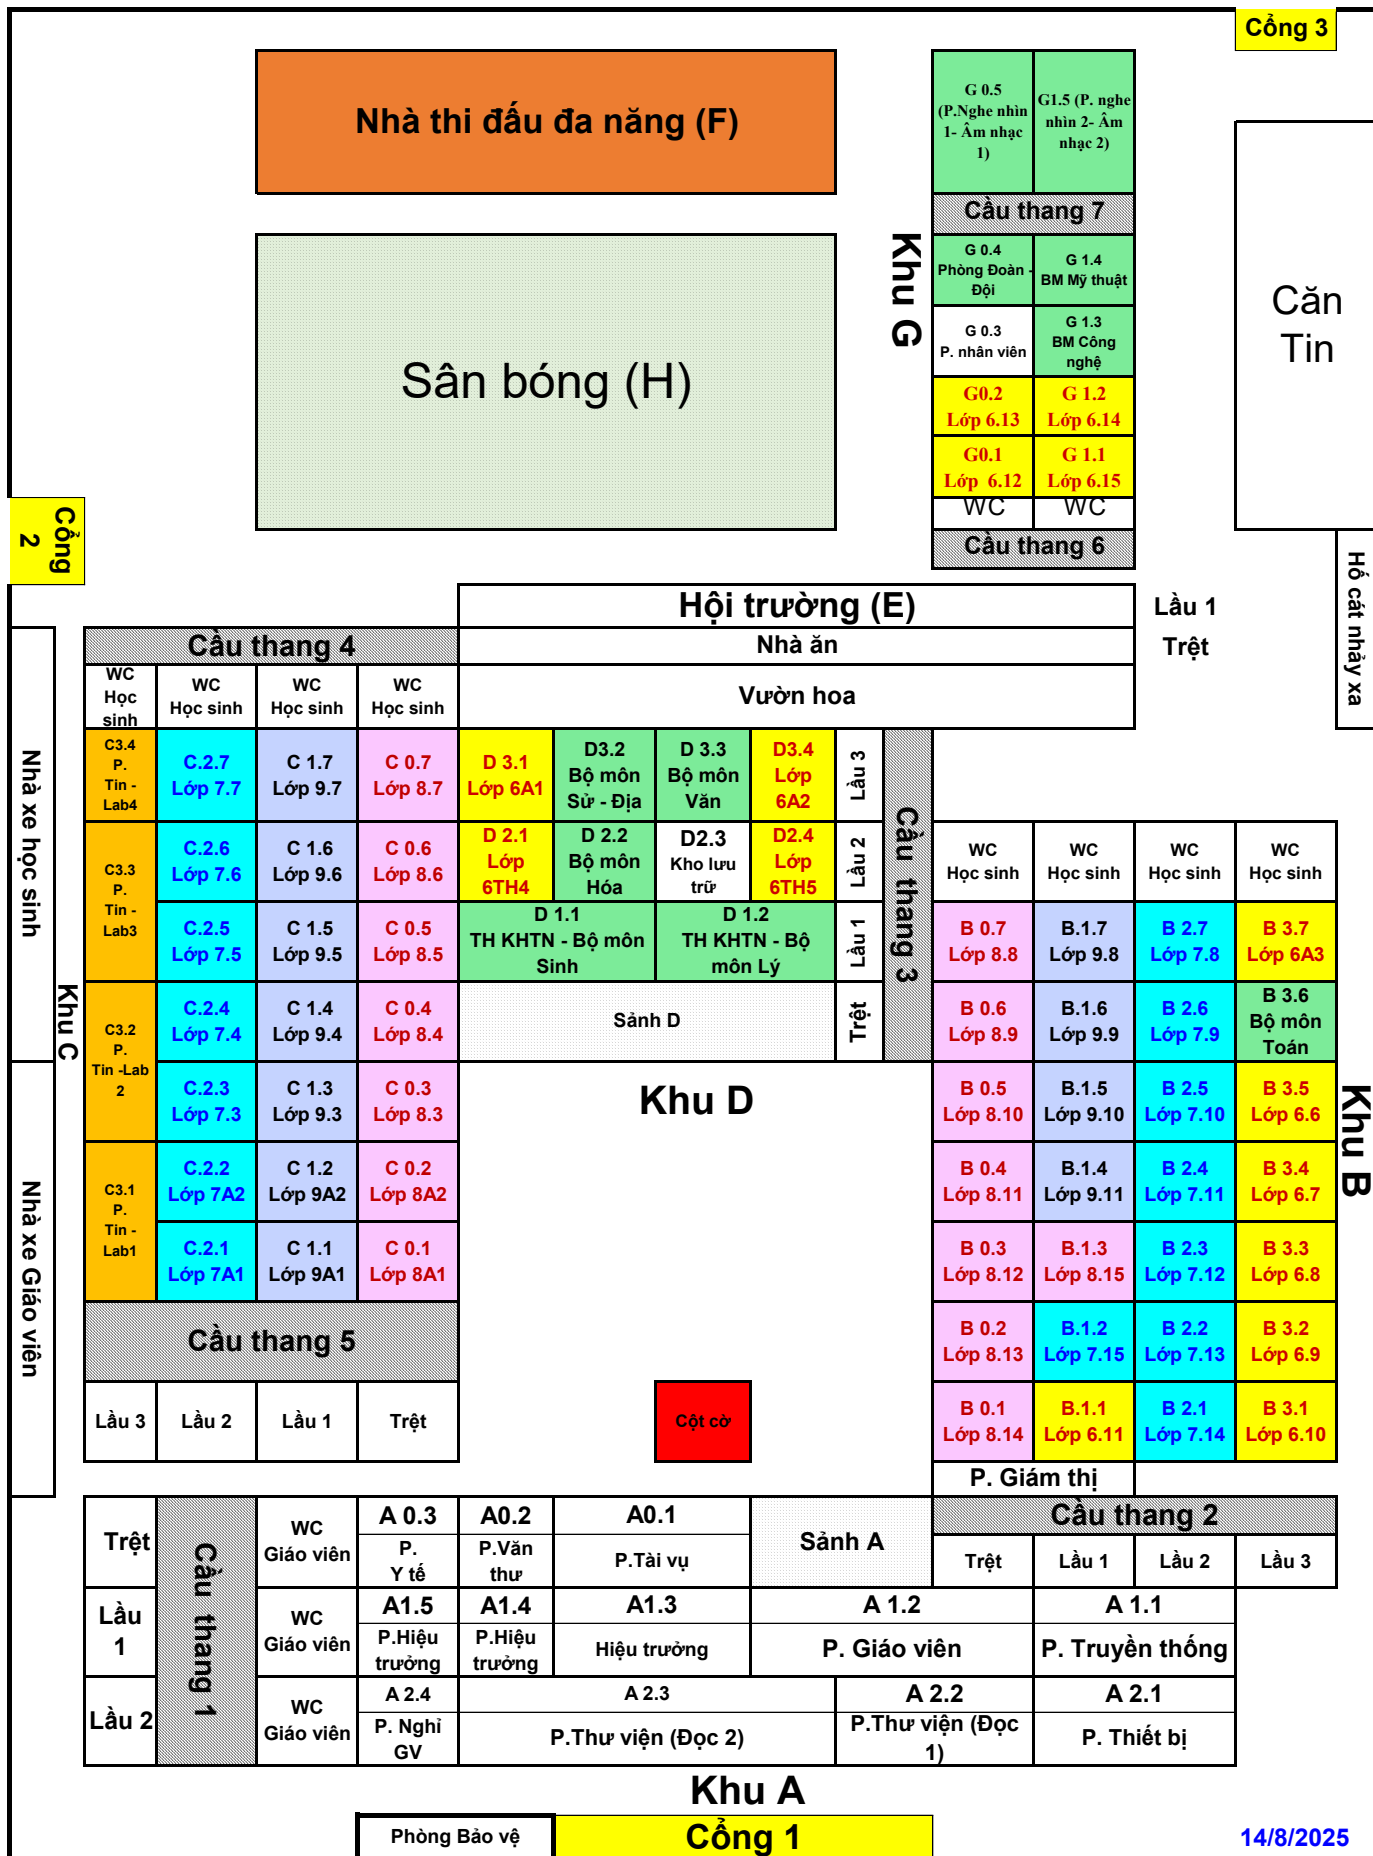 Cổng 3
Nhà thi đấu đa năng (F)
G 0.5
(P.Nghe nhìn
1- Âm nhạc
1)
G1.5 (P. nghe
nhìn 2- Âm
nhạc 2)
Cầu thang 7
Khu G
G 0.4
Phòng Đoàn -
Đội
G 1.4
BM Mỹ thuật
G 0.3
P. nhân viên
G 1.3
BM Công
nghệ
G0.2
Lớp 6.13
G 1.2
Lớp 6.14
G0.1
Lớp 6.12
G 1.1
Lớp 6.15
WC
WC
Cầu thang 6
Sân bóng (H)
Căn
Tin
Cổng
2
Hố cát nhảy xa
Hội trường (E)
Lầu 1
Nhà ăn
Trệt
Vườn hoa
Cầu thang 4
WC
Học
sinh
WC
Học sinh
WC
Học sinh
WC
Học sinh
Nhà xe học sinh
Nhà xe Giáo viên
Khu C
C3.4
P.
Tin -
Lab4
C.2.7
Lớp 7.7
C 1.7
Lớp 9.7
C 0.7
Lớp 8.7
D 3.1
Lớp 6A1
D3.2
Bộ môn
Sử - Địa
D 3.3
Bộ môn
Văn
D3.4
Lớp
6A2
Lầu 3
Cầu thang 3
C3.3
P.
Tin -
Lab3
C.2.6
Lớp 7.6
C 1.6
Lớp 9.6
C 0.6
Lớp 8.6
D 2.1
Lớp
6TH4
D 2.2
Bộ môn
Hóa
D2.3
Kho lưu
trữ
D2.4
Lớp
6TH5
Lầu 2
WC
Học sinh
WC
Học sinh
WC
Học sinh
WC
Học sinh
C.2.5
Lớp 7.5
C 1.5
Lớp 9.5
C 0.5
Lớp 8.5
D 1.1
TH KHTN - Bộ môn
Sinh
D 1.2
TH KHTN - Bộ
môn Lý
Lầu 1
B 0.7
Lớp 8.8
B.1.7
Lớp 9.8
B 2.7
Lớp 7.8
B 3.7
Lớp 6A3
C3.2
P.
Tin -Lab
2
C.2.4
Lớp 7.4
C 1.4
Lớp 9.4
C 0.4
Lớp 8.4
Sảnh D
Trệt
B 0.6
Lớp 8.9
B.1.6
Lớp 9.9
B 2.6
Lớp 7.9
B 3.6
Bộ môn
Toán
C.2.3
Lớp 7.3
C 1.3
Lớp 9.3
C 0.3
Lớp 8.3
Khu D
B 0.5
Lớp 8.10
B.1.5
Lớp 9.10
B 2.5
Lớp 7.10
B 3.5
Lớp 6.6
Khu B
C3.1
P.
Tin -
Lab1
C.2.2
Lớp 7A2
C 1.2
Lớp 9A2
C 0.2
Lớp 8A2
B 0.4
Lớp 8.11
B.1.4
Lớp 9.11
B 2.4
Lớp 7.11
B 3.4
Lớp 6.7
C.2.1
Lớp 7A1
C 1.1
Lớp 9A1
C 0.1
Lớp 8A1
B 0.3
Lớp 8.12
B.1.3
Lớp 8.15
B 2.3
Lớp 7.12
B 3.3
Lớp 6.8
Cầu thang 5
B 0.2
Lớp 8.13
B.1.2
Lớp 7.15
B 2.2
Lớp 7.13
B 3.2
Lớp 6.9
Lầu 3
Lầu 2
Lầu 1
Trệt
Cột cờ
B 0.1
Lớp 8.14
B.1.1
Lớp 6.11
B 2.1
Lớp 7.14
B 3.1
Lớp 6.10
P. Giám thị
Trệt
Cầu thang 1
WC
Giáo viên
A 0.3
P.
Y tế
A0.2
P.Văn
thư
A0.1
P.Tài vụ
Sảnh A
Cầu thang 2
Trệt
Lầu 1
Lầu 2
Lầu 3
Lầu
1
WC
Giáo viên
A1.5
P.Hiệu
trưởng
A1.4
P.Hiệu
trưởng
A1.3
Hiệu trưởng
A 1.2
P. Giáo viên
A 1.1
P. Truyền thống
Lầu 2
WC
Giáo viên
A 2.4
P. Nghỉ
GV
A 2.3
P.Thư viện (Đọc 2)
A 2.2
P.Thư viện (Đọc
1)
A 2.1
P. Thiết bị
Khu A
Phòng Bảo vệ
Cổng 1
14/8/2025